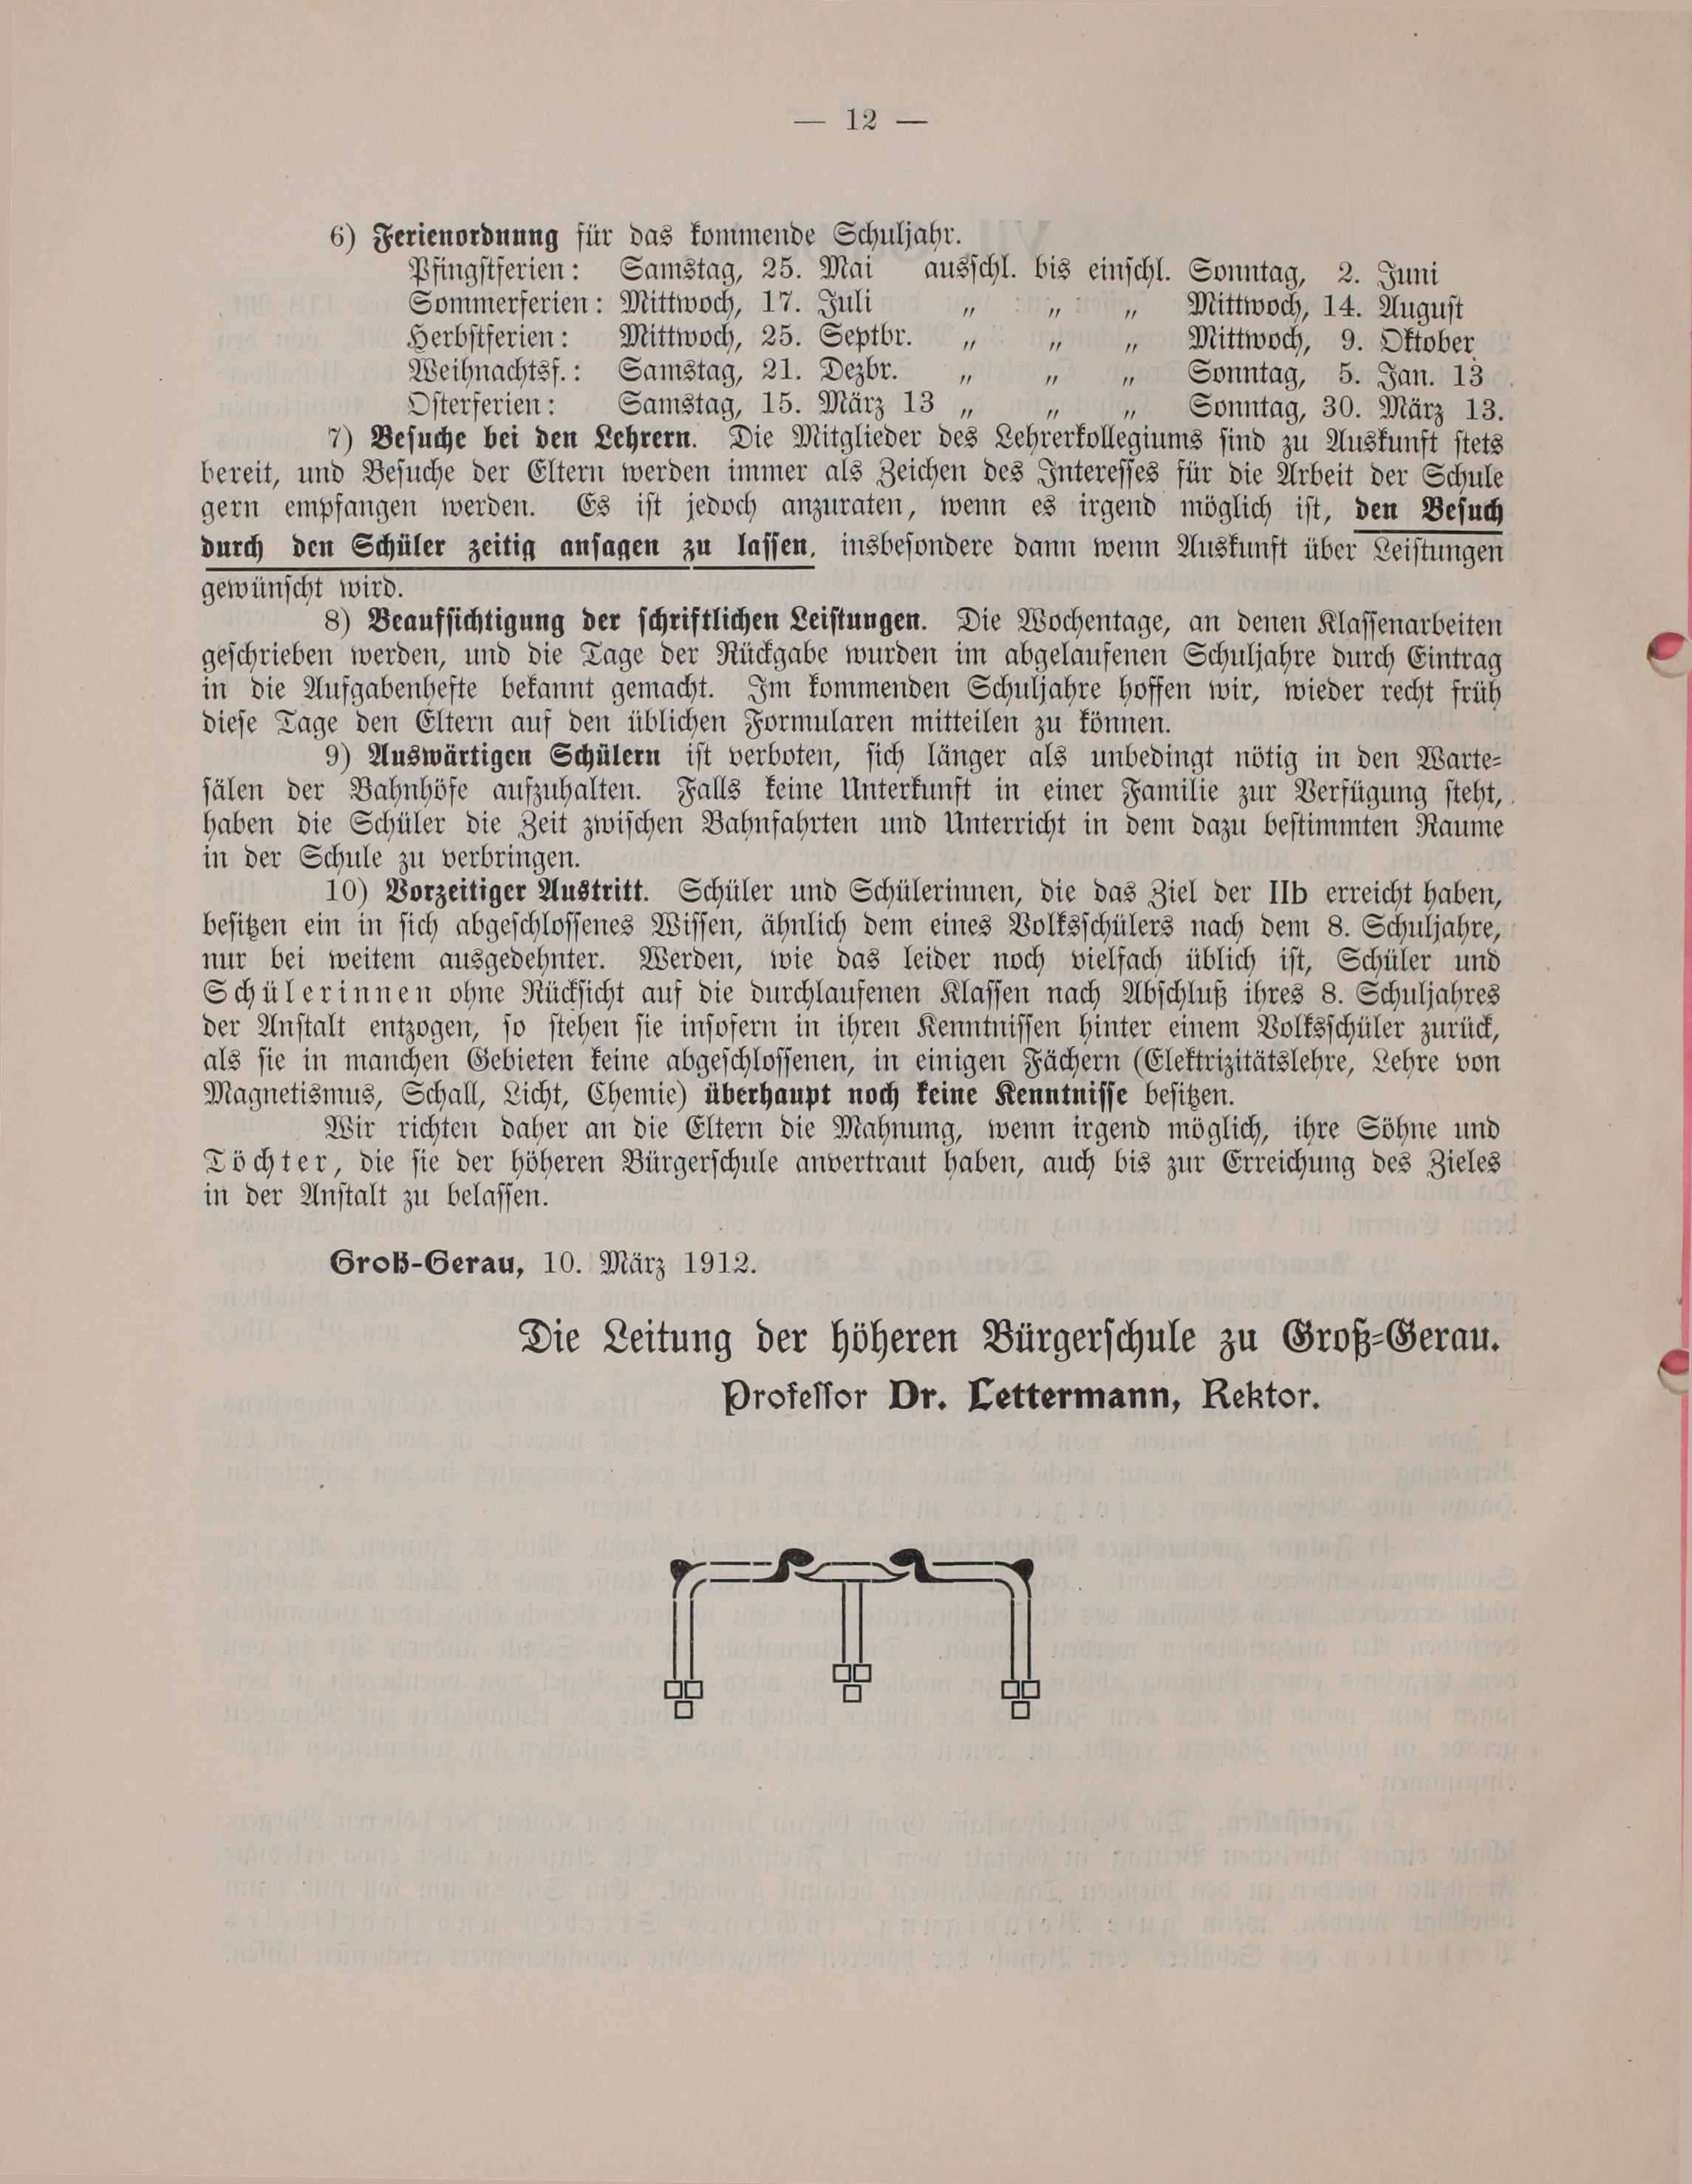 — 12 —
6) Ferienordnung für das kommende Schuljahr.
Pfingstferien: Samstag, 25. Mai ausschl. bis einschl. Sonntag, 2. Juni
Sommerferien: Mittwoch, 17. Juli „ „ „ Mittwoch, 14. August
Herbstferien: Mittwoch, 25. Septbr. „ „ „ Mittwoch, 9. Oktober
Weihnachtsf.: Samstag, 21. Dezbr. „ „ „ Sonntag, 5. Jan. 13
Osterferien: Samstag, 15. März 13 „ „ „ Sonntag, 30. März 13.
7) Besuche bei den Lehrern. Die Mitglieder des Lehrerkollegiums sind zu Auskunft stets
bereit, und Besuche der Eltern werden immer als Zeichen des Interesses für die Arbeit der Schule
gern empfangen werden. Es ist jedoch anzuraten, wenn es irgend möglich ist, den Besuch
durch den Schüler zeitig ansagen zu lassen, insbesondere dann wenn Auskunft über Leistungen
gewünscht wird.
8) Beaufsichtigung der schriftlichen Leistungen. Die Wochentage, an denen Klassenarbeiten
geschrieben werden, und die Tage der Rückgabe wurden im abgelaufenen Schuljahre durch Eintrag
in die Aufgabenhefte bekannt gemacht. Im kommenden Schuljahre hoffen wir, wieder recht früh
diese Tage den Eltern auf den üblichen Formularen mitteilen zu können.
9) Auswärtigen Schülern ist verboten, sich länger als unbedingt nötig in den Warte-
sälen der Bahnhöfe aufzuhalten. Falls keine Unterkunft in einer Familie zur Verfügung steht,
haben die Schüler die Zeit zwischen Bahnfahrten und Unterricht in dem dazu bestimmten Raume
in der Schule zu verbringen.
10) Vorzeitiger Austritt. Schüler und Schülerinnen, die das Ziel der IIb erreicht haben,
besitzen ein in sich abgeschlossenes Wissen, ähnlich dem eines Volksschülers nach dem 8. Schuljahre,
nur bei weitem ausgedehnter. Werden, wie das leider noch vielfach üblich ist, Schüler und
Schülerinnen ohne Rücksicht auf die durchlaufenen Klassen nach Abschluß ihres 8. Schuljahres
der Anstalt entzogen, so stehen sie insofern in ihren Kenntnissen hinter einem Volksschüler zurück,
als sie in manchen Gebieten keine abgeschlossenen, in einigen Fächern (Elektrizitätslehre, Lehre von
Magnetismus, Schall, Licht, Chemie) überhaupt noch keine Kenntnisse besitzen.
Wir richten daher an die Eltern die Mahnung, wenn irgend möglich, ihre Söhne und
Töchter, die sie der höheren Bürgerschule anvertraut haben, auch bis zur Erreichung des Zieles
in der Anstalt zu belassen.
Groß-Gerau, 10. März 1912.
Die Leitung der höheren Bürgerschule zu Groß-Gerau.
Professor Dr. Lettermann, Rektor.